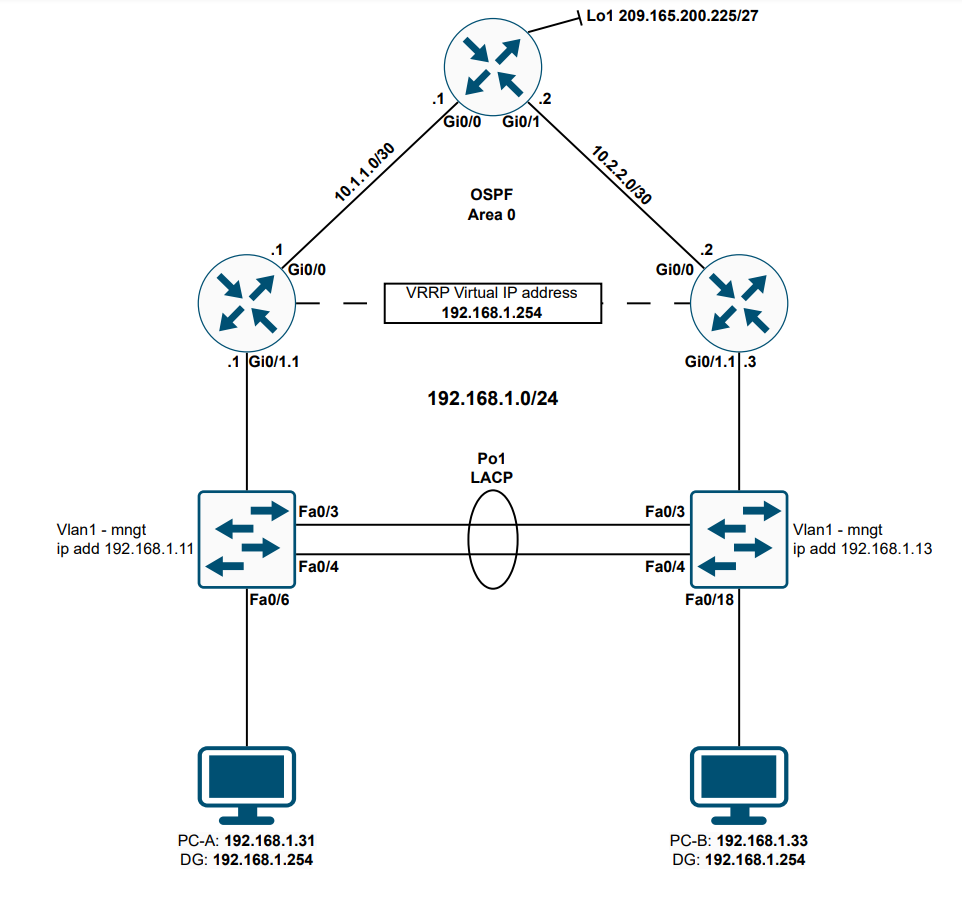 Lo1 209.165.200.225/27
.1
.2
Gi0/0
Gi0/1
10.1.1.0/30
10.2.2.0/30
OSPF
Area 0
.1
Gi0/0
.2
Gi0/0
VRRP Virtual IP address
192.168.1.254
.1 Gi0/1.1
Gi0/1.1 .3
192.168.1.0/24
Po1
LACP
Fa0/3
Fa0/3
Vlan1 - mngt
ip add 192.168.1.11
Vlan1 - mngt
ip add 192.168.1.13
Fa0/4
Fa0/4
Fa0/6
Fa0/18
PC-A: 192.168.1.31
DG: 192.168.1.254
PC-B: 192.168.1.33
DG: 192.168.1.254